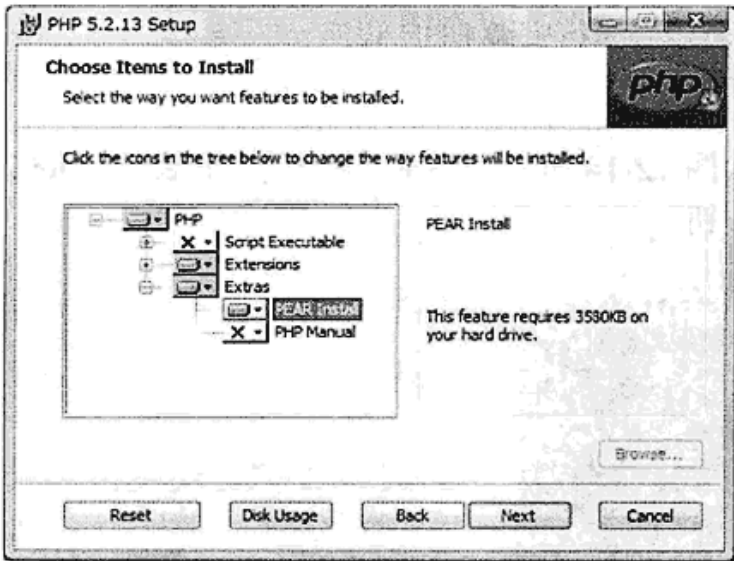 PHP 5.2.13 Setup
Choose Items to Install
Select the way you want features to be installed.
php
Click the icons in the tree below to change the way features will be installed.
PHP
Script Executable
Extensions
Extras
PEAR Install
PHP Manual
PEAR Install
This feature requires 3580KB on
your hard drive.
Browse...
Reset
Disk Usage
Back
Next
Cancel